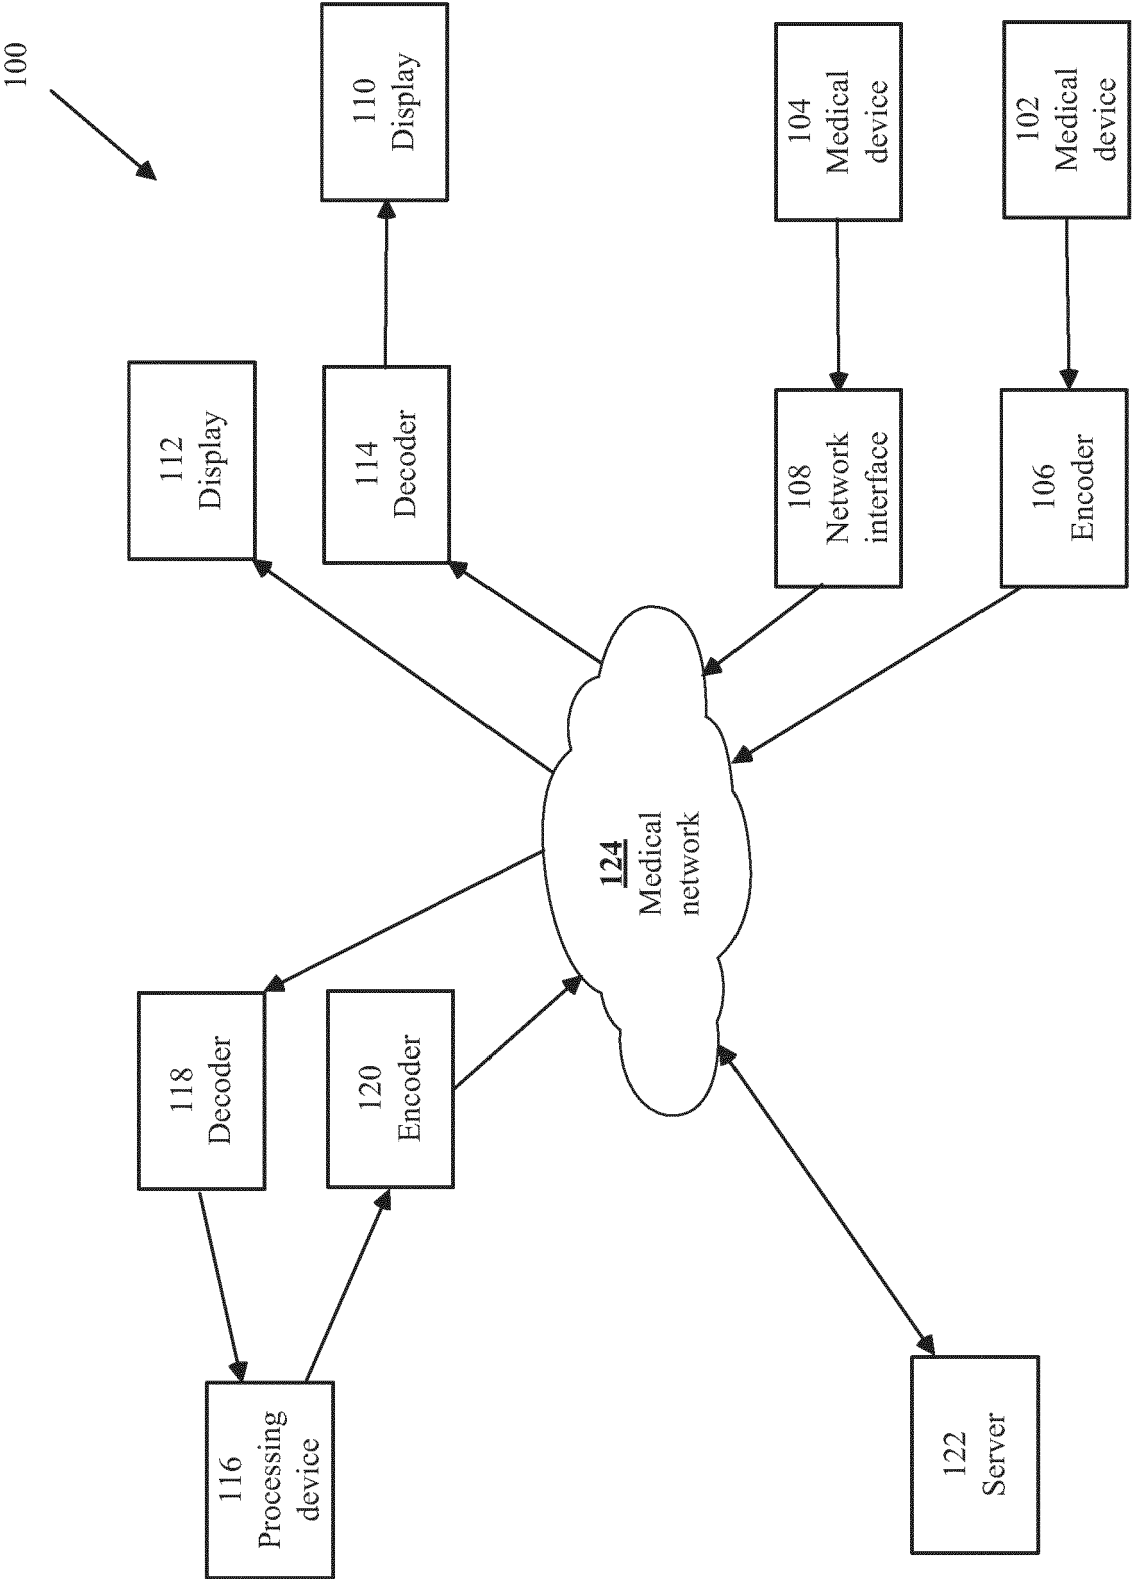 100
110
Display
104
Medical
device
102
Medical
device
112
Display
114
Decoder
108
Network
interface
106
Encoder
124
Medical
network
118
Decoder
120
Encoder
116
Processing
device
122
Server